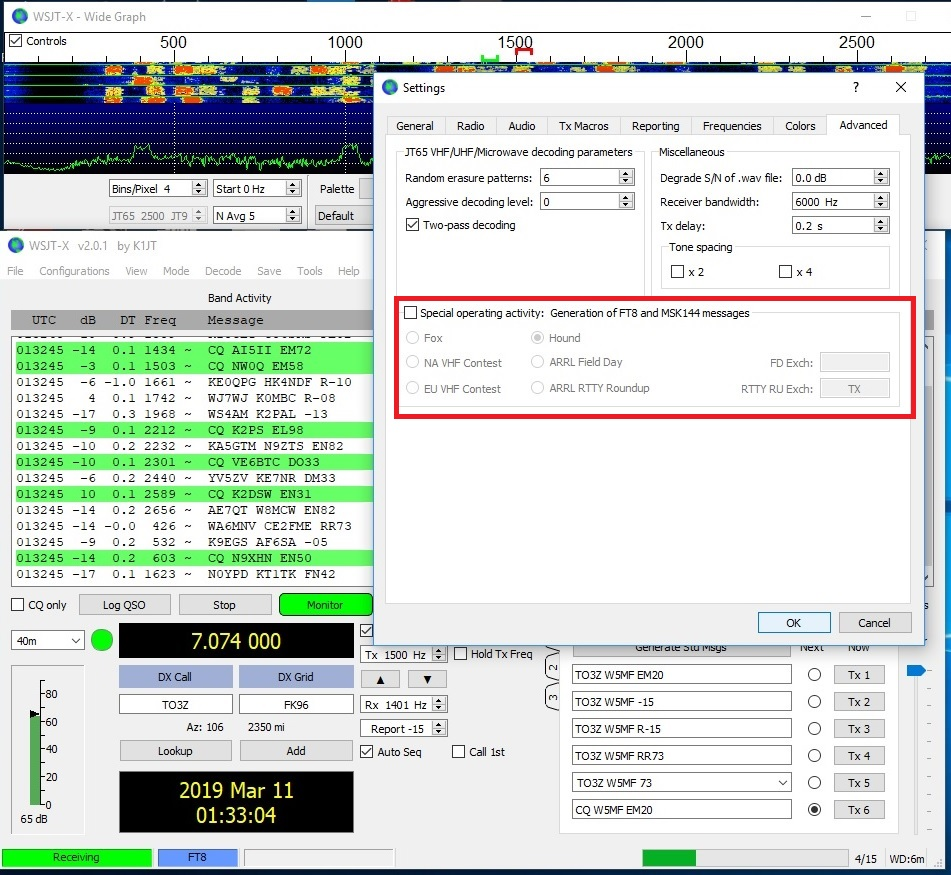 WSJT-X - Wide Graph
Controls
500 1000 1500 2000 2500
Bins/Pixel 4 Start 0 Hz Palette
JT65 2500 JT9 N Avg 5 Default
Settings
General Radio Audio Tx Macros Reporting Frequencies Colors Advanced
JT65 VHF/UHF/Microwave decoding parameters
Random erasure patterns: 6
Aggressive decoding level: 0
Two-pass decoding
Miscellaneous
Degrade S/N of .wav file: 0.0 dB
Receiver bandwidth: 6000 Hz
Tx delay: 0.2 s
Tone spacing
x 2 x 4
Special operating activity: Generation of FT8 and MSK144 messages
Fox Hound
NA VHF Contest ARRL Field Day FD Exch:
EU VHF Contest ARRL RTTY Roundup RTTY RU Exch: TX
OK Cancel
WSJT-X v2.0.1 by K1JT
File Configurations View Mode Decode Save Tools Help
Band Activity
UTC dB DT Freq Message
013245 -14 0.1 1434 ~ CQ AI5II EM72
013245 -3 0.1 1503 ~ CQ NW0Q EM58
013245 -6 -1.0 1661 ~ KE0QPG HK4NDF R-10
013245 4 0.1 1742 ~ WJ7WJ K0MBC R-08
013245 -17 0.3 1968 ~ WS4AM K2PAL -13
013245 -9 0.1 2212 ~ CQ K2PS EL98
013245 -10 0.2 2232 ~ KA5GTM N9ZTS EN82
013245 -10 0.1 2301 ~ CQ VE6BTC DO33
013245 -6 0.2 2440 ~ YV5ZV KE7NR DM33
013245 10 0.1 2589 ~ CQ K2DSW EN31
013245 -14 0.2 2656 ~ AE7QT W8MCW EN82
013245 -14 -0.0 426 ~ WA6MNV CE2FME RR73
013245 -9 0.2 532 ~ K9EGS AF6SA -05
013245 -14 0.2 603 ~ CQ N9XHN EN50
013245 -17 0.1 1623 ~ N0YPD KT1TK FN42
CQ only Log QSO Stop Monitor
40m 7.074 000
Tx 1500 Hz Hold Tx Freq
DX Call DX Grid
TO3Z FK96
Rx 1401 Hz
Az: 106 2350 mi
Report -15
Lookup Add
Auto Seq Call 1st
2019 Mar 11
01:33:04
80
60
40
20
0
65 dB
2
3
Generate Std Msgs Next Now
TO3Z W5MF EM20 Tx 1
TO3Z W5MF -15 Tx 2
TO3Z W5MF R-15 Tx 3
TO3Z W5MF RR73 Tx 4
TO3Z W5MF 73 Tx 5
CQ W5MF EM20 Tx 6
Receiving FT8 4/15 WD:6m